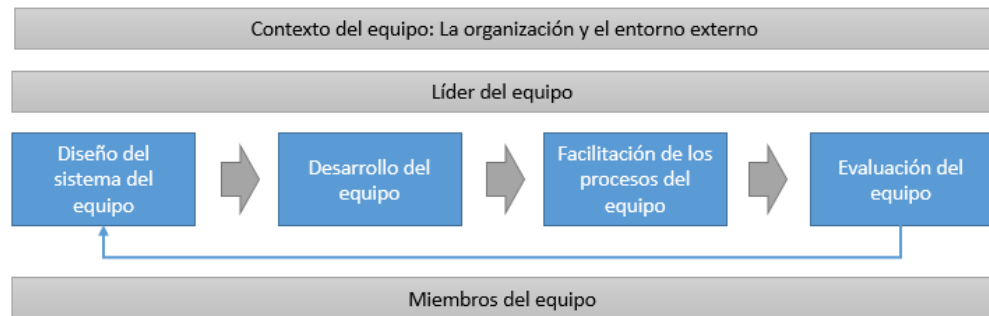 Contexto del equipo: La organización y el entorno externo
Líder del equipo
Diseño del
sistema del
equipo
Desarrollo del
equipo
Facilitación de los
procesos del
equipo
Evaluación del
equipo
Miembros del equipo